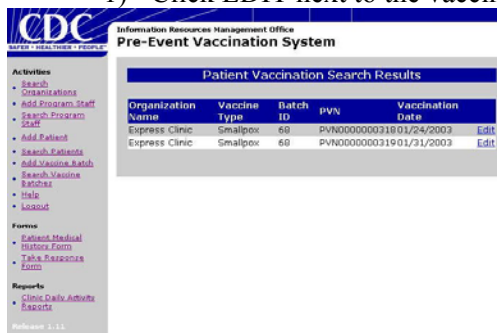 1) Click EDIT next to the vaccin
CDC
SAFER • HEALTHIER • PEOPLE™
Information Resources Management Office
Pre-Event Vaccination System
Activities
Search Organizations
Add Program Staff
Search Program Staff
Add Patient
Search Patients
Add Vaccine Batch
Search Vaccine Batches
Help
Logout
Forms
Patient Medical History Form
Take Response Form
Reports
Clinic Daily Activity Reports
Release 1.11
Patient Vaccination Search Results
Organization Name Vaccine Type Batch ID PVN Vaccination Date
Express Clinic Smallpox 68 PVN000000031801/24/2003 Edit
Express Clinic Smallpox 68 PVN000000031901/31/2003 Edit